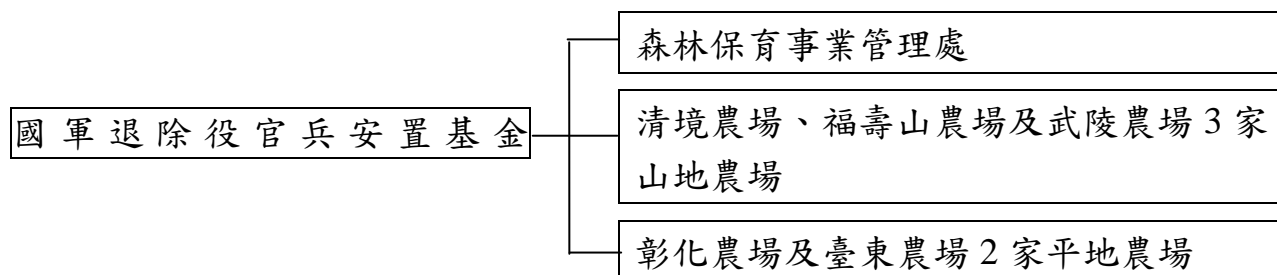 森林保育事業管理處
國軍退除役官兵安置基金
清境農場、福壽山農場及武陵農場 3 家
山地農場
彰化農場及臺東農場 2 家平地農場